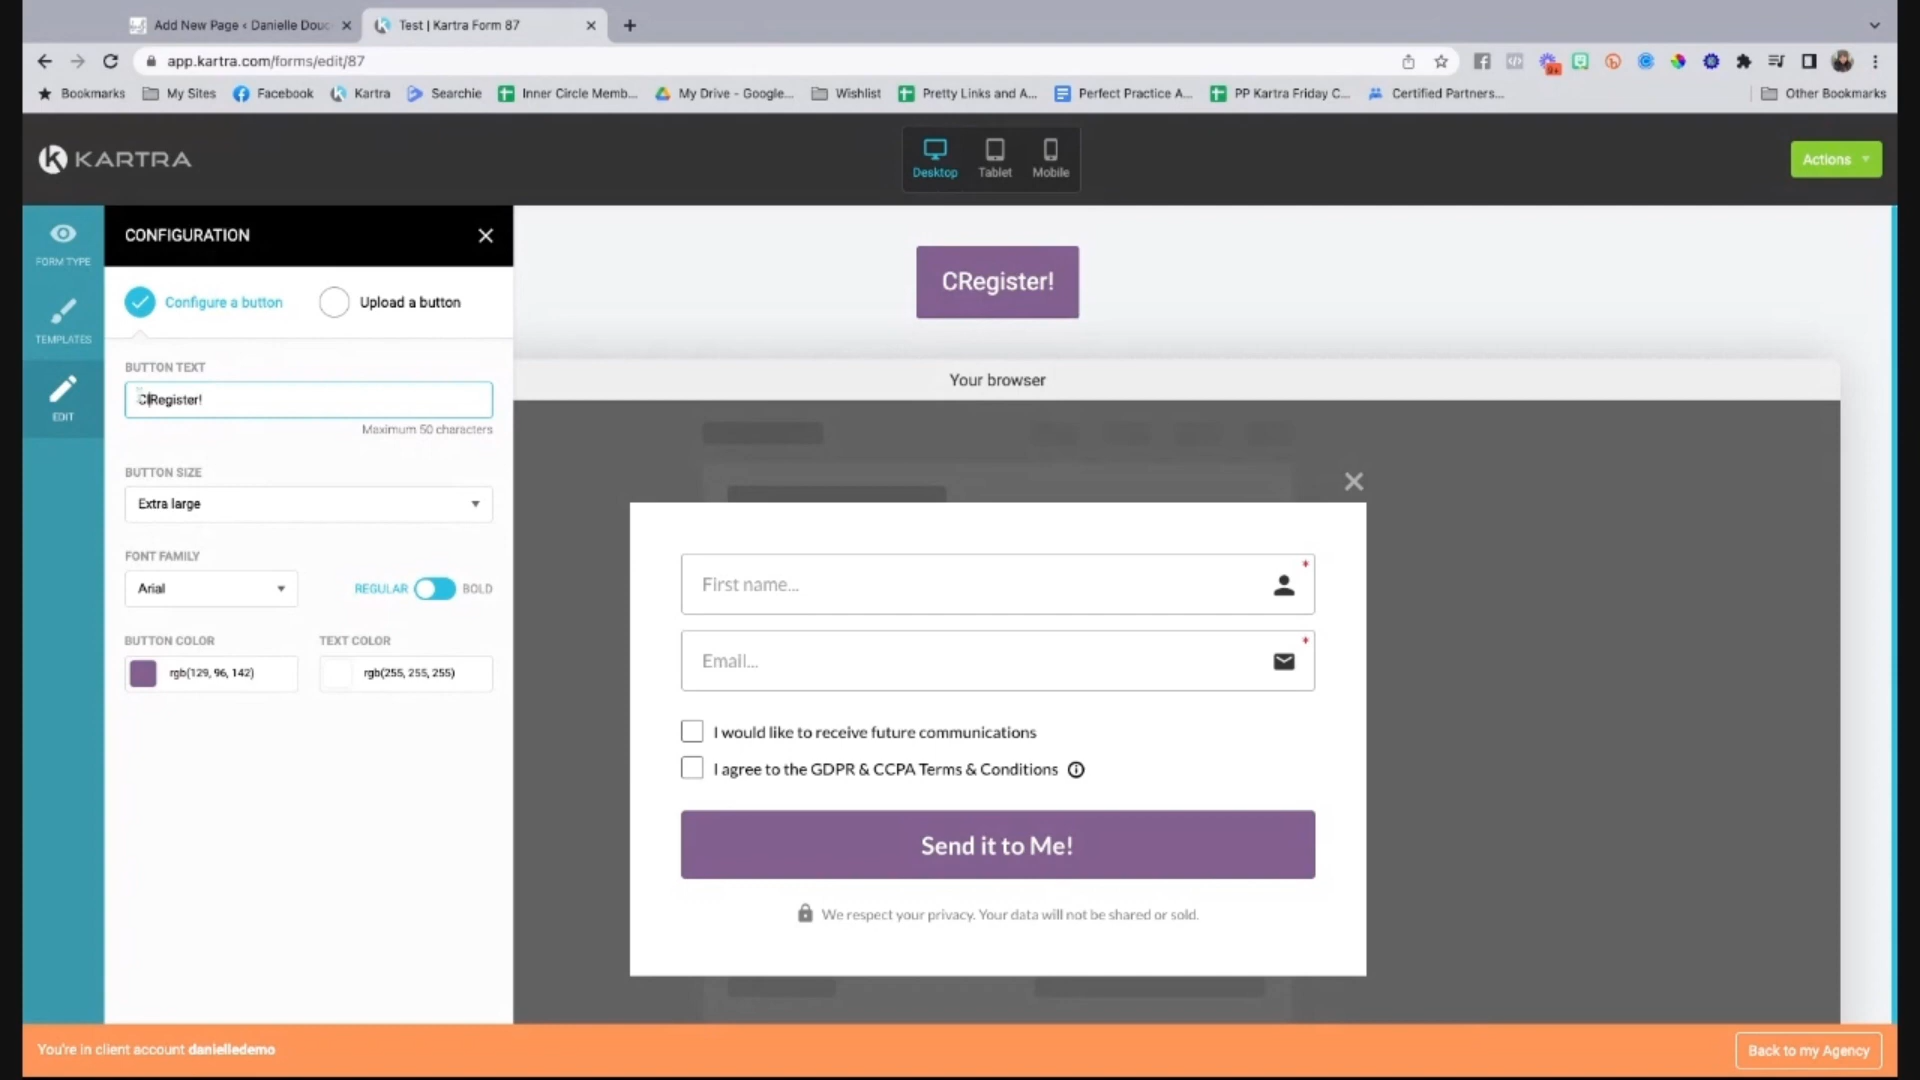 Add New Page ‹ Danielle Douc
Test | Kartra Form 87
app.kartra.com/forms/edit/87
Bookmarks
My Sites
Facebook
Kartra
Searchie
Inner Circle Memb...
My Drive - Google...
Wishlist
Pretty Links and A...
Perfect Practice A...
PP Kartra Friday C...
Certified Partners...
Other Bookmarks
KARTRA
Desktop
Tablet
Mobile
Actions
FORM TYPE
TEMPLATES
EDIT
CONFIGURATION
Configure a button
Upload a button
BUTTON TEXT
CRegister!
Maximum 50 characters
BUTTON SIZE
Extra large
FONT FAMILY
Arial
REGULAR
BOLD
BUTTON COLOR
TEXT COLOR
rgb(129, 96, 142)
rgb(255, 255, 255)
CRegister!
Your browser
First name...
*
Email...
*
I would like to receive future communications
I agree to the GDPR & CCPA Terms & Conditions
Send it to Me!
We respect your privacy. Your data will not be shared or sold.
You're in client account danielledemo
Back to my Agency